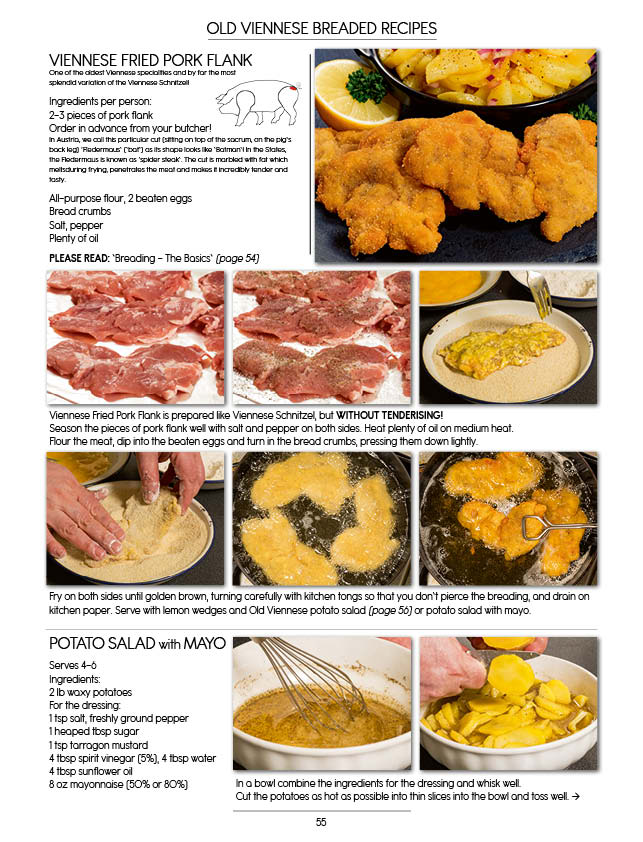 OLD VIENNESE BREADED RECIPES
VIENNESE FRIED PORK FLANK
One of the oldest Viennese specialities and by far the most
splendid variation of the Viennese Schnitzel!
Ingredients per person:
2-3 pieces of pork flank
Order in advance from your butcher!
In Austria, we call this particular cut (sitting on top of the sacrum, on the pig's
back leg) 'Fledermaus' ('bat') as its shape looks like 'Batman'! In the States,
the Fledermaus is known as 'spider steak'. The cut is marbled with fat which
meltsduring frying, penetrates the meat and makes it incredibly tender and
tasty.
All-purpose flour, 2 beaten eggs
Bread crumbs
Salt, pepper
Plenty of oil
PLEASE READ: 'Breading - The Basics' (page 54)
Viennese Fried Pork Flank is prepared like Viennese Schnitzel, but WITHOUT TENDERISING!
Season the pieces of pork flank well with salt and pepper on both sides. Heat plenty of oil on medium heat.
Flour the meat, dip into the beaten eggs and turn in the bread crumbs, pressing them down lightly.
Fry on both sides until golden brown, turning carefully with kitchen tongs so that you don't pierce the breading, and drain on
kitchen paper. Serve with lemon wedges and Old Viennese potato salad (page 56) or potato salad with mayo.
POTATO SALAD with MAYO
Serves 4-6
Ingredients:
2 lb waxy potatoes
For the dressing:
1 tsp salt, freshly ground pepper
1 heaped tbsp sugar
1 tsp tarragon mustard
4 tbsp spirit vinegar (5%), 4 tbsp water
4 tbsp sunflower oil
8 oz mayonnaise (50% or 80%)
In a bowl combine the ingredients for the dressing and whisk well.
Cut the potatoes as hot as possible into thin slices into the bowl and toss well. →
55